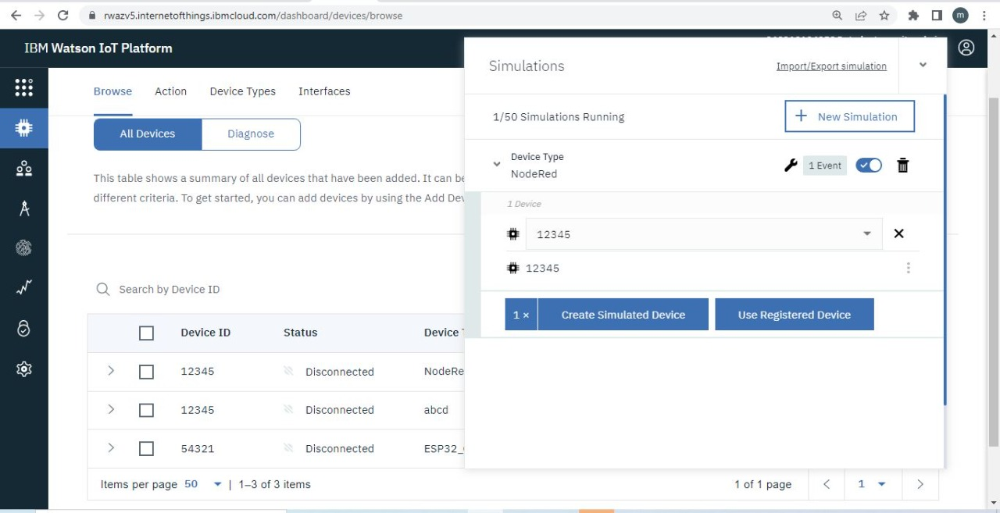 rwazv5.internetofthings.ibmcloud.com/dashboard/devices/browse
m
IBM Watson IoT Platform
Browse Action Device Types Interfaces
All Devices Diagnose
This table shows a summary of all devices that have been added. It can be
different criteria. To get started, you can add devices by using the Add Dev
Search by Device ID
Device ID Status Device T
12345 Disconnected NodeRe
12345 Disconnected abcd
54321 Disconnected ESP32_
Items per page 50 | 1–3 of 3 items
1 of 1 page 1
Simulations Import/Export simulation
1/50 Simulations Running + New Simulation
Device Type
NodeRed
1 Event
1 Device
12345
12345
1 × Create Simulated Device Use Registered Device